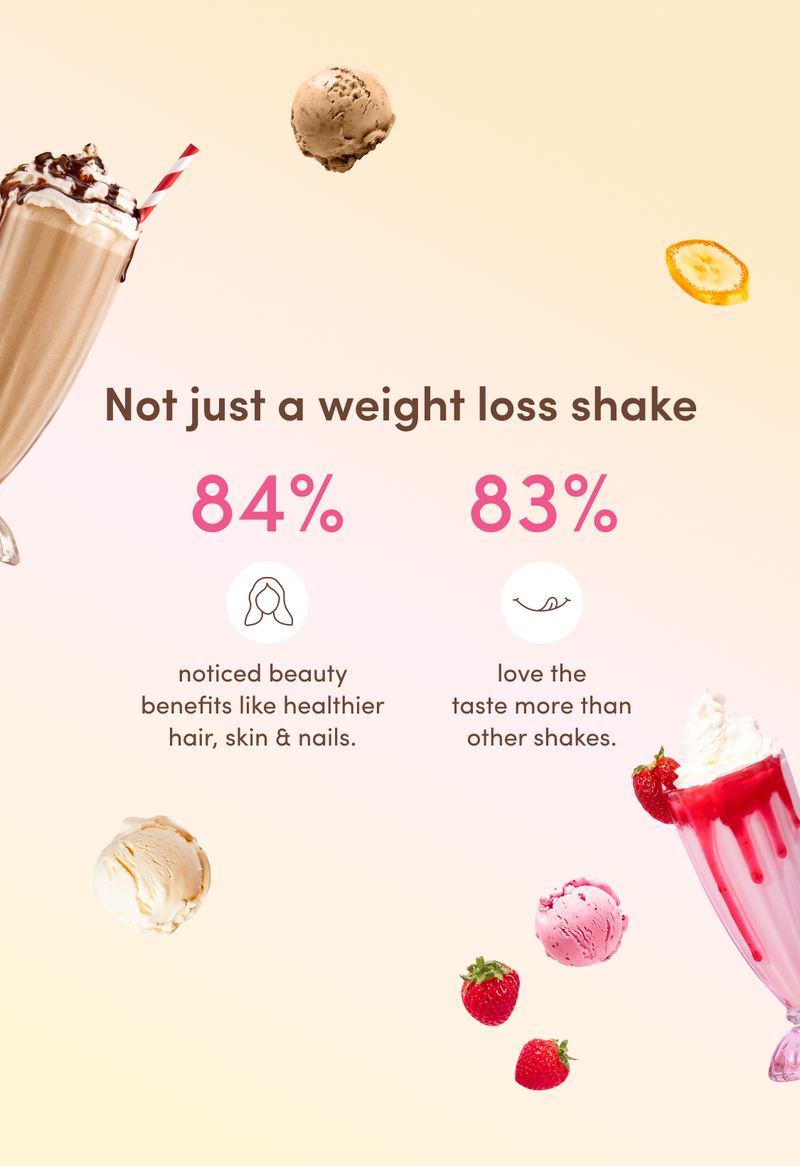 Not just a weight loss shake
84%
noticed beauty
benefits like healthier
hair, skin & nails.
83%
love the
taste more than
other shakes.